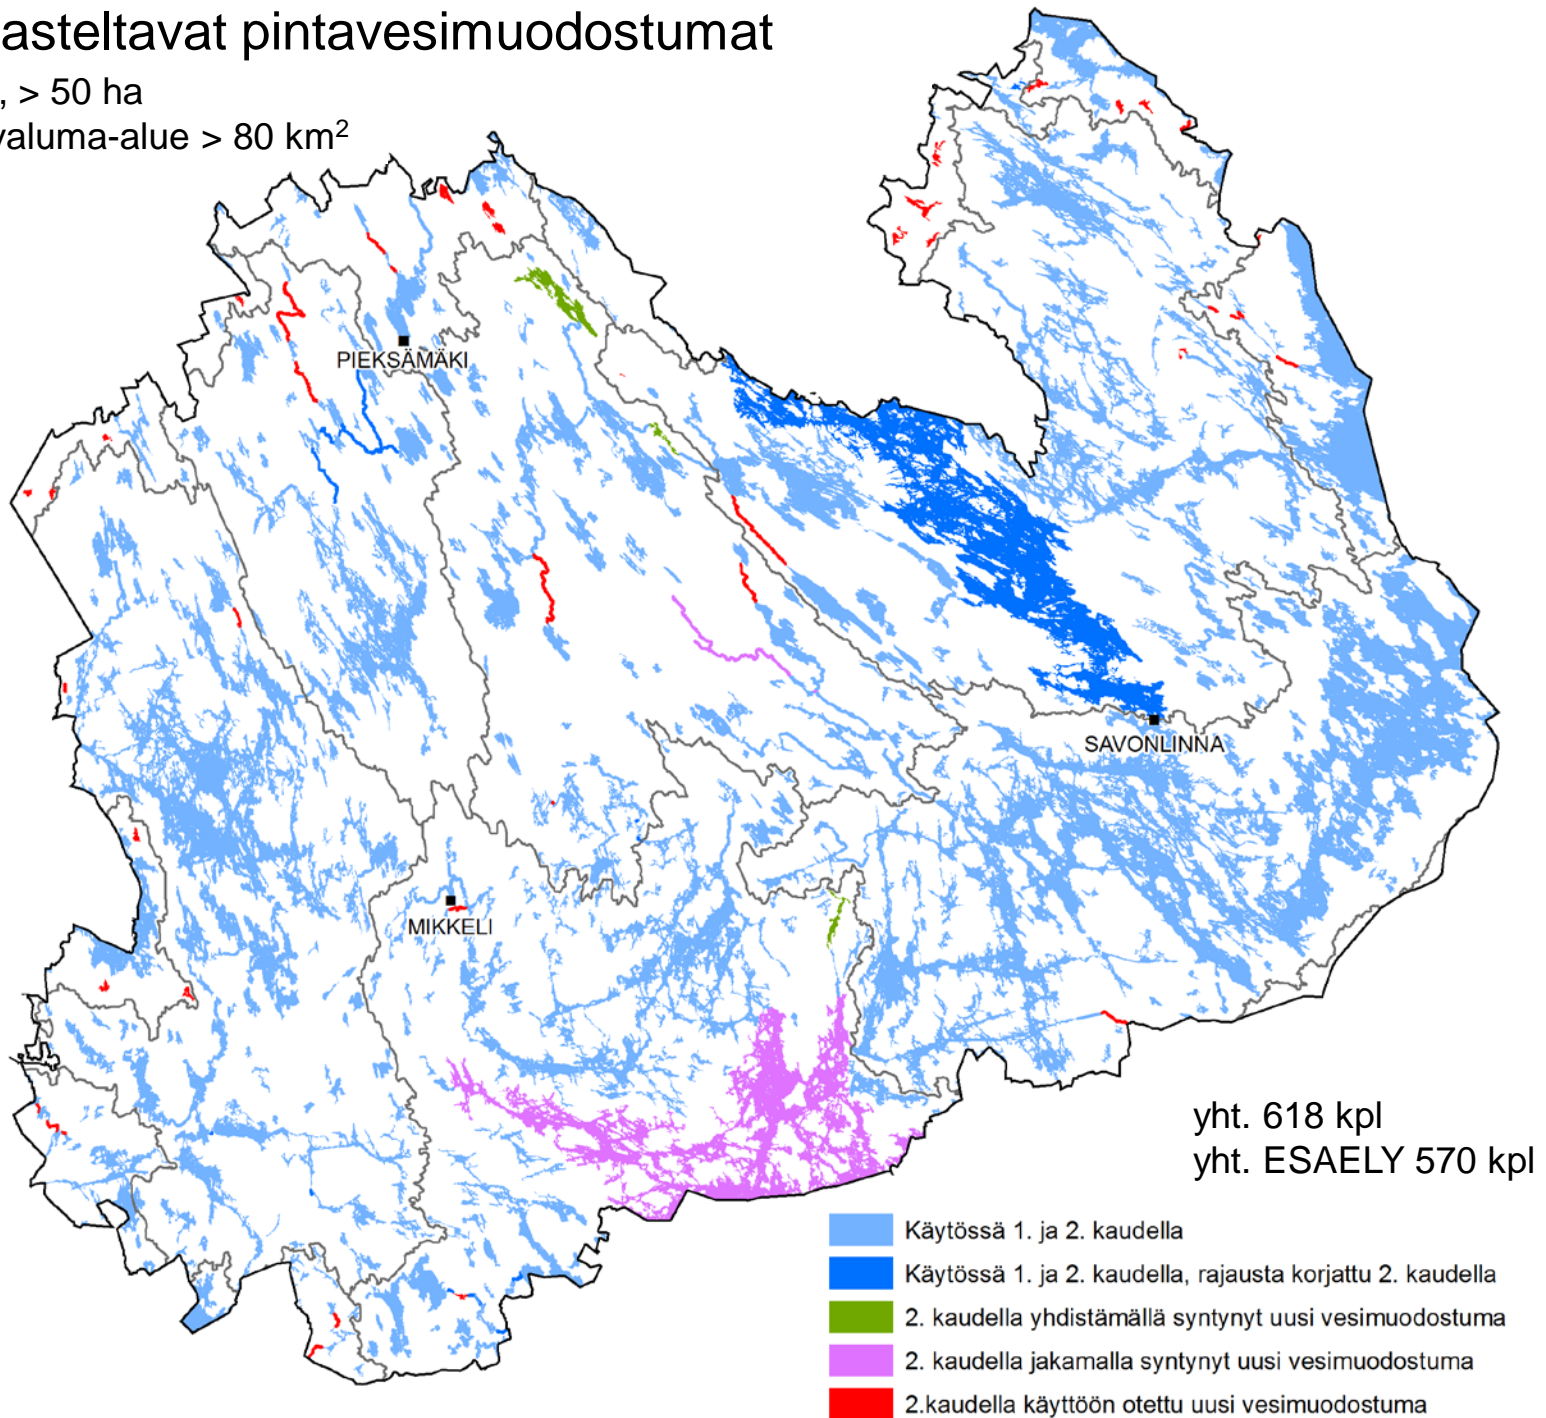 asteltavat pintavesimuodostumat
, > 50 ha
valuma-alue > 80 km²
PIEKSÄMÄKI
SAVONLINNA
MIKKELI
yht. 618 kpl
yht. ESAELY 570 kpl
Käytössä 1. ja 2. kaudella
Käytössä 1. ja 2. kaudella, rajausta korjattu 2. kaudella
2. kaudella yhdistämällä syntynyt uusi vesimuodostuma
2. kaudella jakamalla syntynyt uusi vesimuodostuma
2.kaudella käyttöön otettu uusi vesimuodostuma